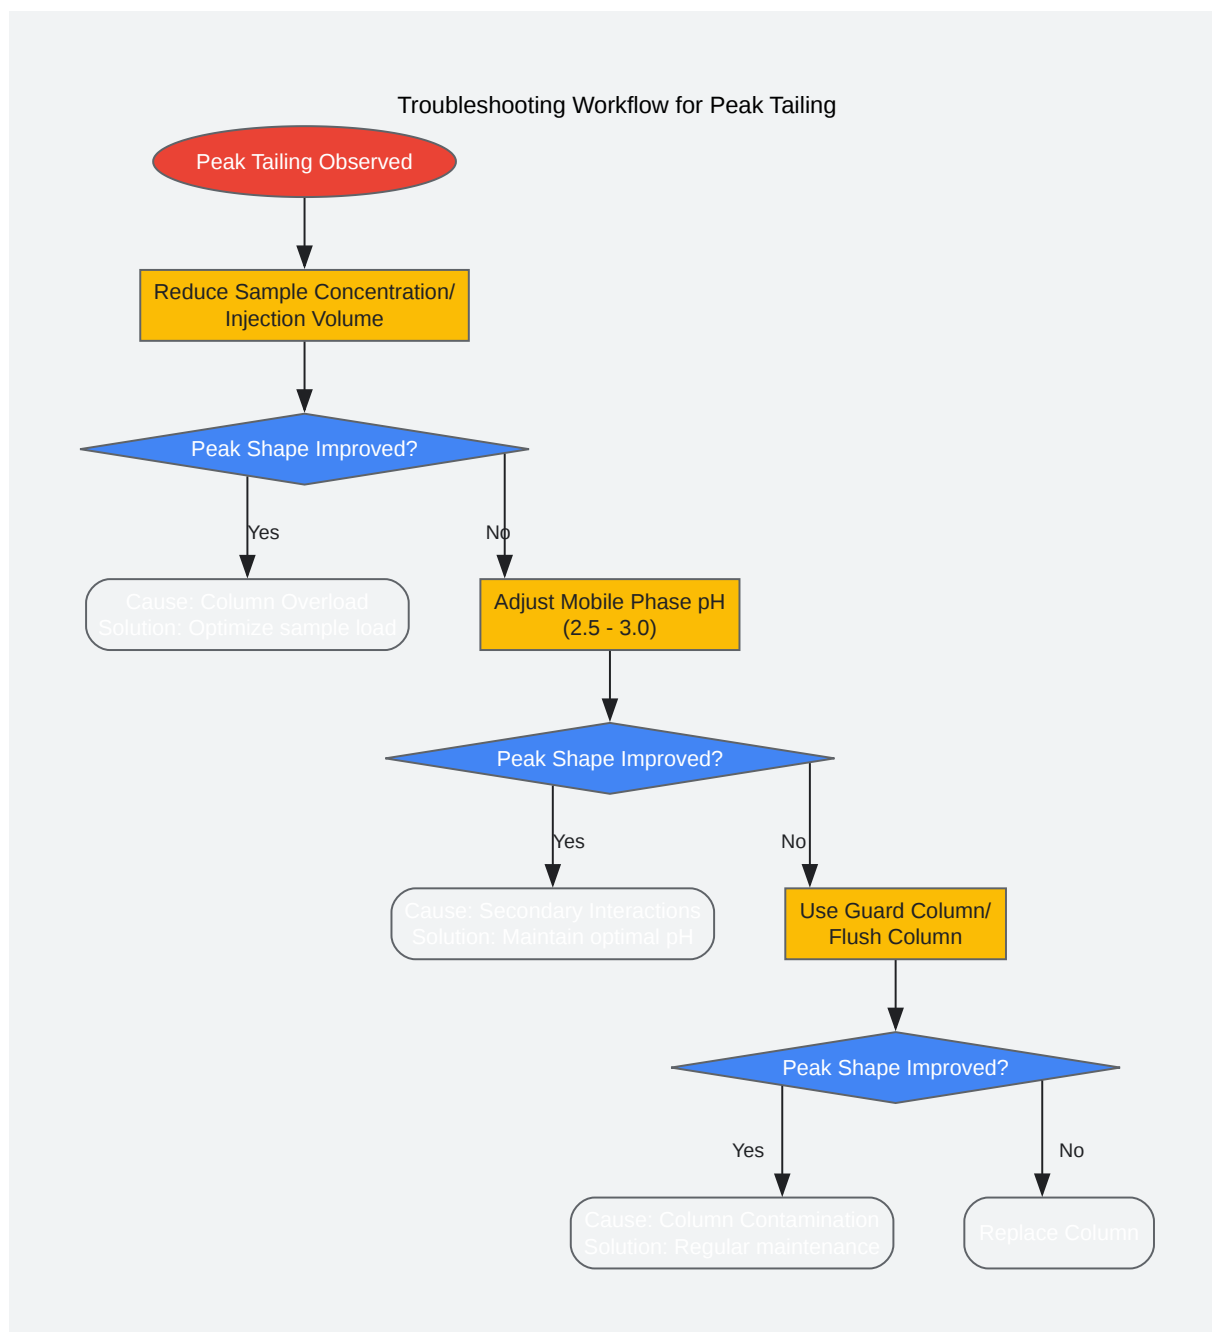 Troubleshooting Workflow for Peak Tailing
Peak Tailing Observed
Reduce Sample Concentration/
Injection Volume
Peak Shape Improved?
Yes
No
Cause: Column Overload
Solution: Optimize sample load
Adjust Mobile Phase pH
(2.5 - 3.0)
Peak Shape Improved?
Yes
No
Cause: Secondary Interactions
Solution: Maintain optimal pH
Use Guard Column/
Flush Column
Peak Shape Improved?
Yes
No
Cause: Column Contamination
Solution: Regular maintenance
Replace Column